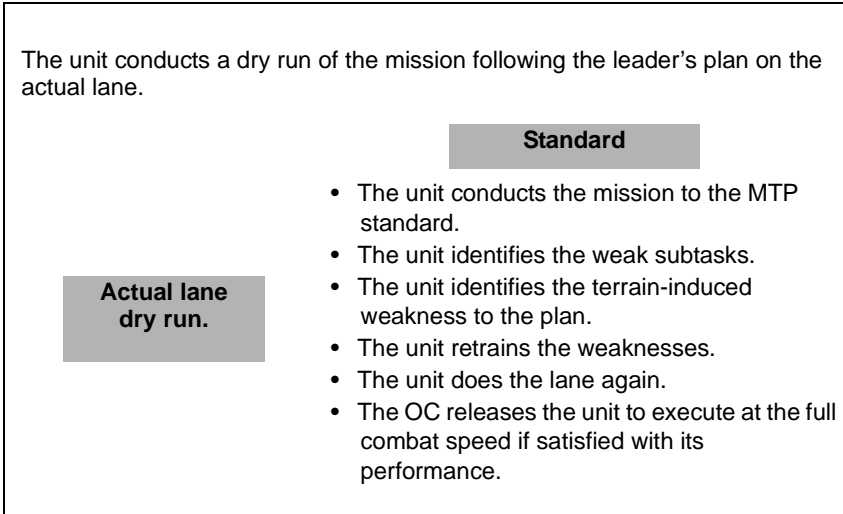 The unit conducts a dry run of the mission following the leader’s plan on the
actual lane.
Standard
• The unit conducts the mission to the MTP
standard.
• The unit identifies the weak subtasks.
• The unit identifies the terrain-induced
weakness to the plan.
• The unit retrains the weaknesses.
• The unit does the lane again.
• The OC releases the unit to execute at the full
combat speed if satisfied with its
performance.
Actual lane
dry run.